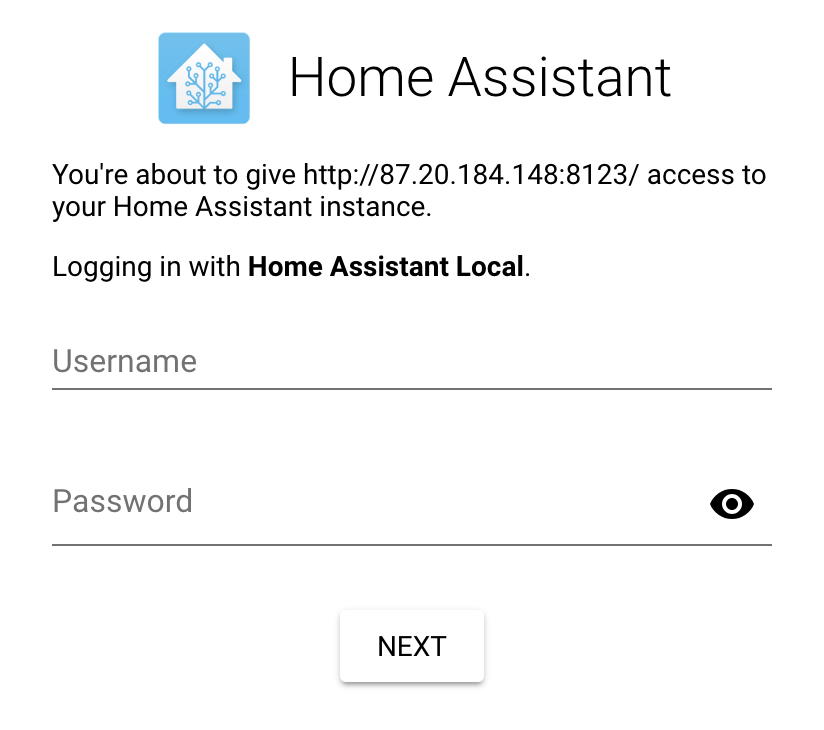 Home Assistant
You're about to give http://87.20.184.148:8123/ access to
your Home Assistant instance.
Logging in with Home Assistant Local.
Username
Password
NEXT